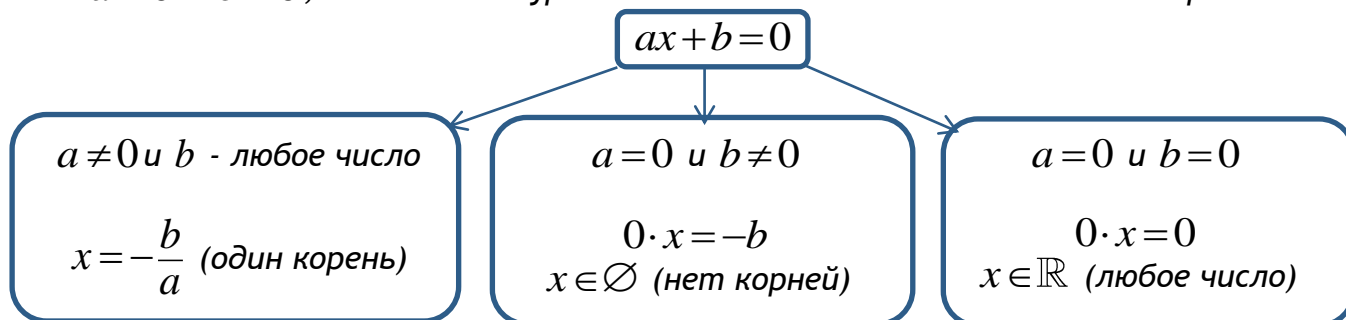 ax+b=0
a≠0 и b - любое число
x=-b/a (один корень)
a=0 и b≠0
0·x=-b
x∈∅ (нет корней)
a=0 и b=0
0·x=0
x∈ℝ (любое число)